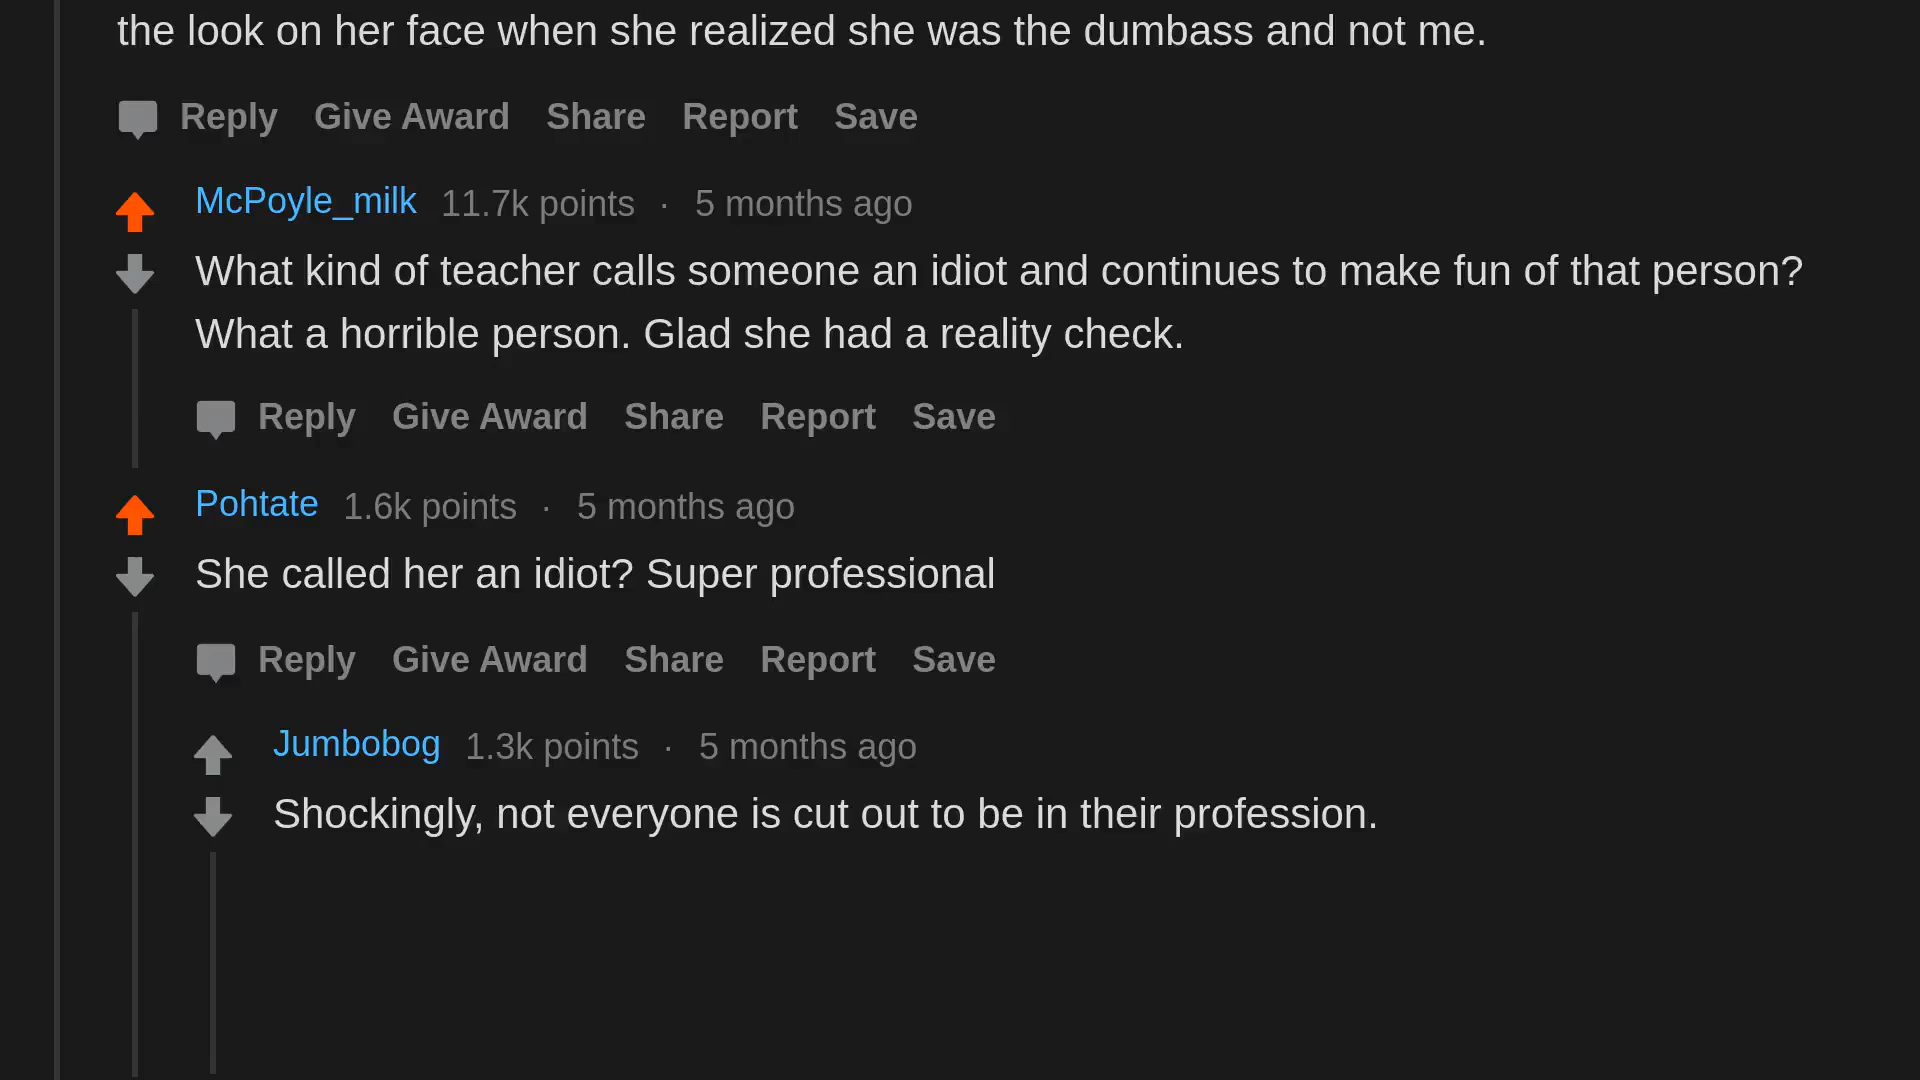 the look on her face when she realized she was the dumbass and not me.
Reply Give Award Share Report Save
McPoyle_milk 11.7k points · 5 months ago
What kind of teacher calls someone an idiot and continues to make fun of that person?
What a horrible person. Glad she had a reality check.
Reply Give Award Share Report Save
Pohtate 1.6k points · 5 months ago
She called her an idiot? Super professional
Reply Give Award Share Report Save
Jumbobog 1.3k points · 5 months ago
Shockingly, not everyone is cut out to be in their profession.